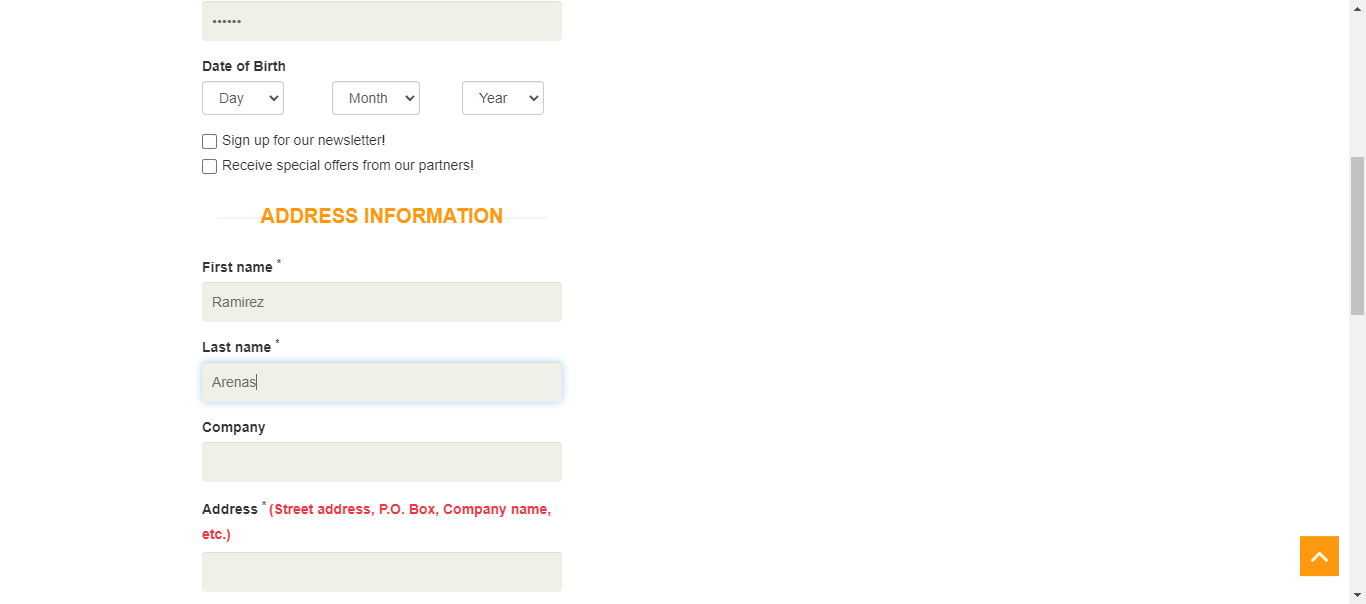 ••••••
Date of Birth
Day Month Year
Sign up for our newsletter!
Receive special offers from our partners!
ADDRESS INFORMATION
First name *
Ramirez
Last name *
Arenas
Company
Address * (Street address, P.O. Box, Company name,
etc.)